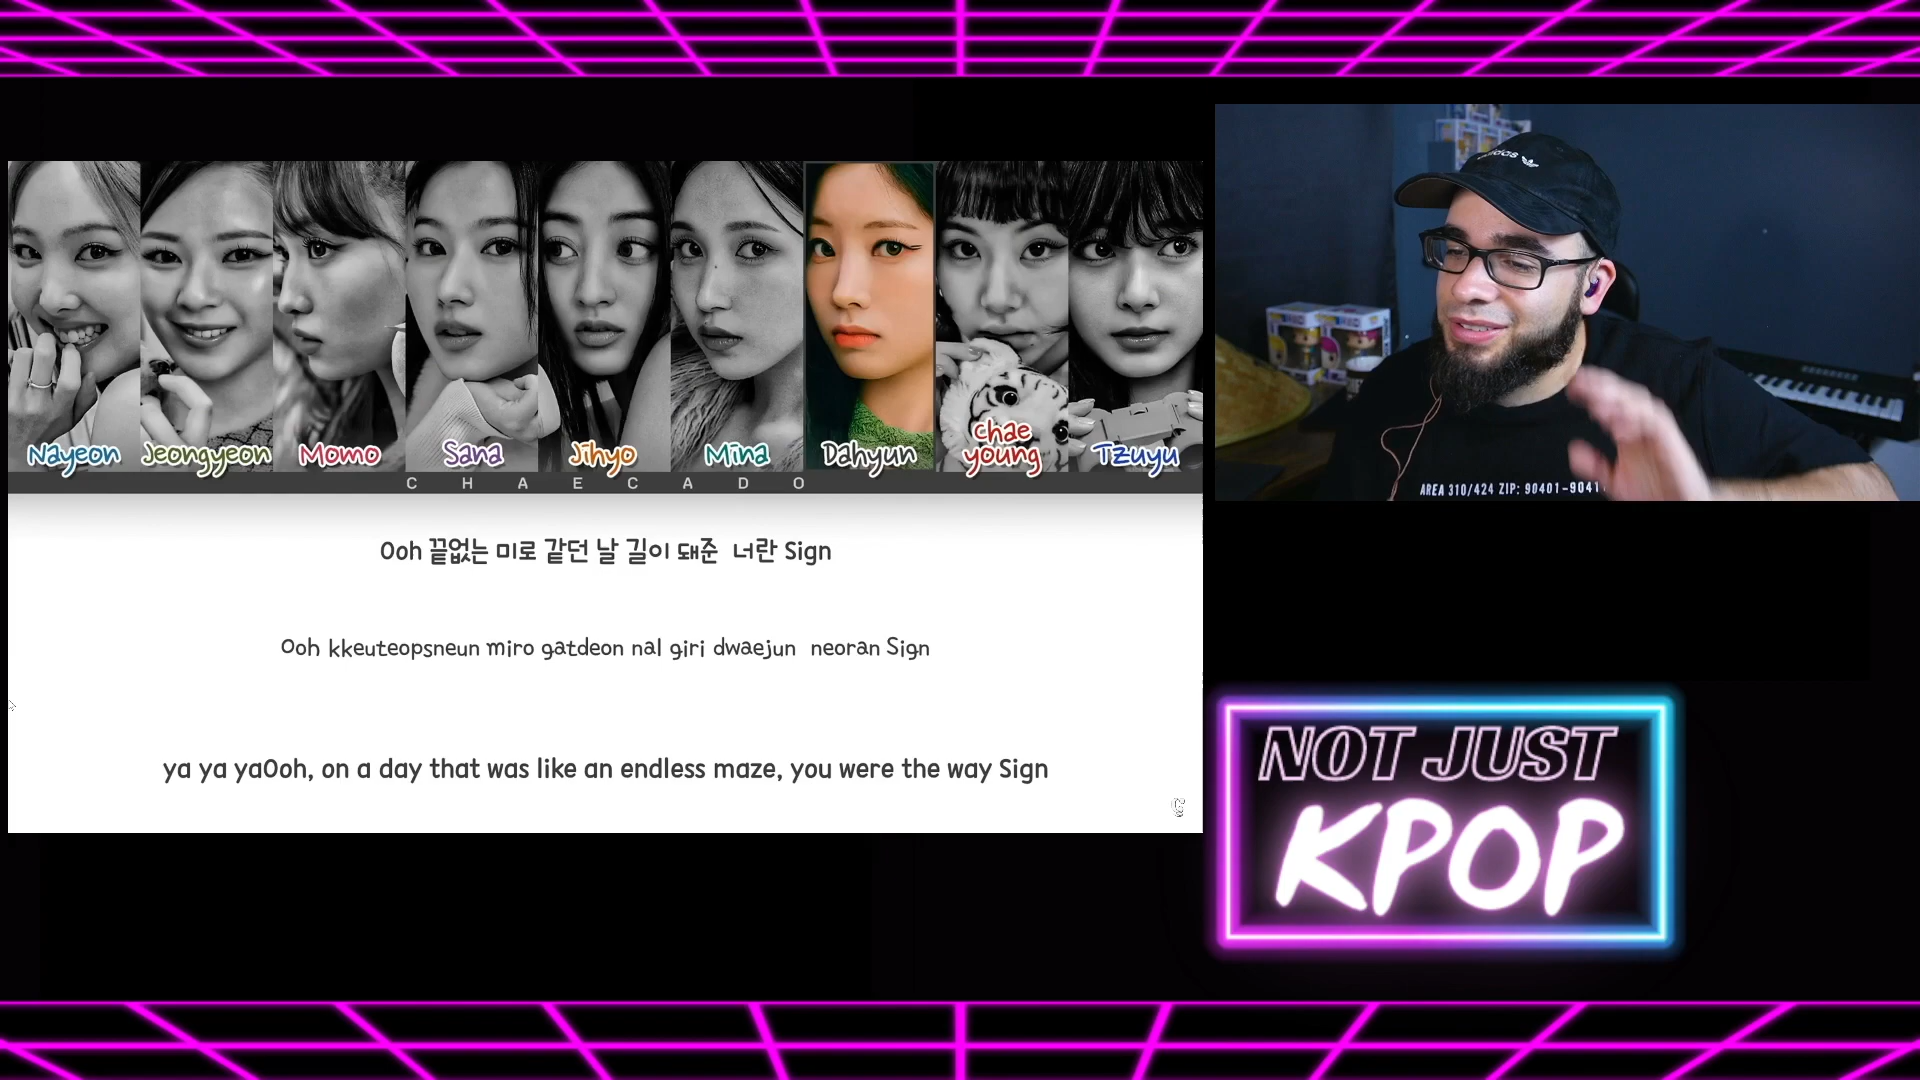 Nayeon
Jeongyeon
Momo
Sana
Jihyo
Mina
Dahyun
chae
young
Tzuyu
CHAECADO
Ooh 끝없는 미로 같던 날 길이 돼준 너란 Sign
Ooh kkeuteopsneun miro gatdeon nal giri dwaejun neoran Sign
ya ya yaOoh, on a day that was like an endless maze, you were the way Sign
adidas
AREA 310/424 ZIP: 90401-9041
NOT JUST
KPOP